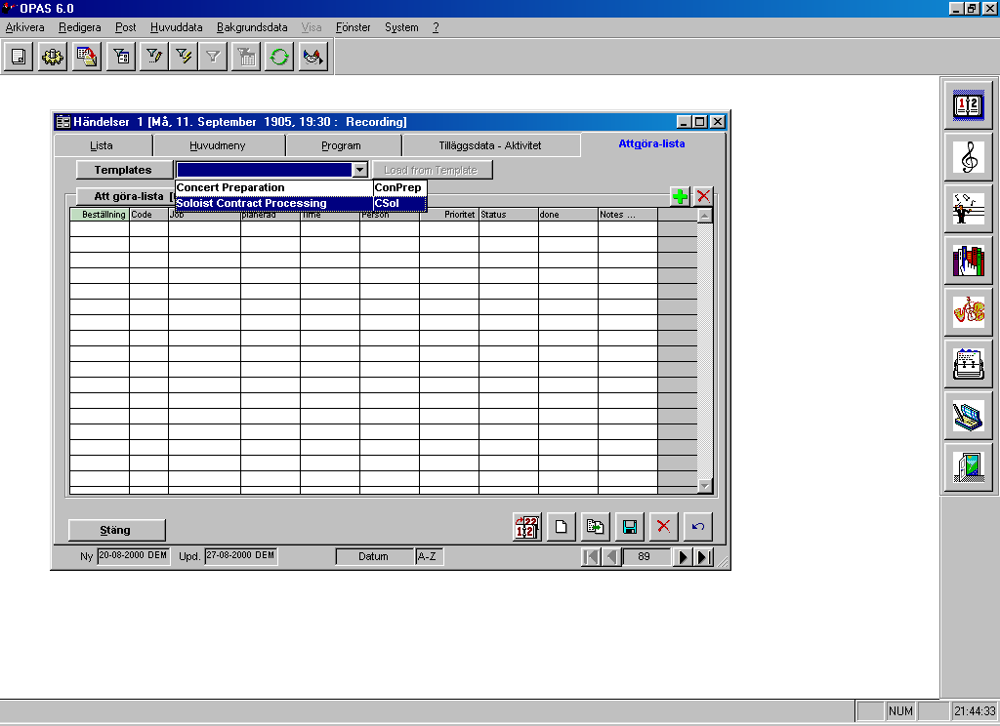 OPAS 6.0
Arkivera Redigera Post Huvuddata Bakgrundsdata Visa Fönster System ?
Händelser 1 [Må, 11. September 1905, 19:30 : Recording]
Lista Huvudmeny Program Tilläggsdata - Aktivitet Attgöra-lista
Templates Load from Template
Concert Preparation ConPrep
Att göra-lista [
Soloist Contract Processing CSol
Beställning Code Job planerad Time Person Prioritet Status done Notes ...
Stäng
Ny 20-08-2000 DEM Upd. 27-08-2000 DEM Datum A-Z 89
NUM 21:44:33